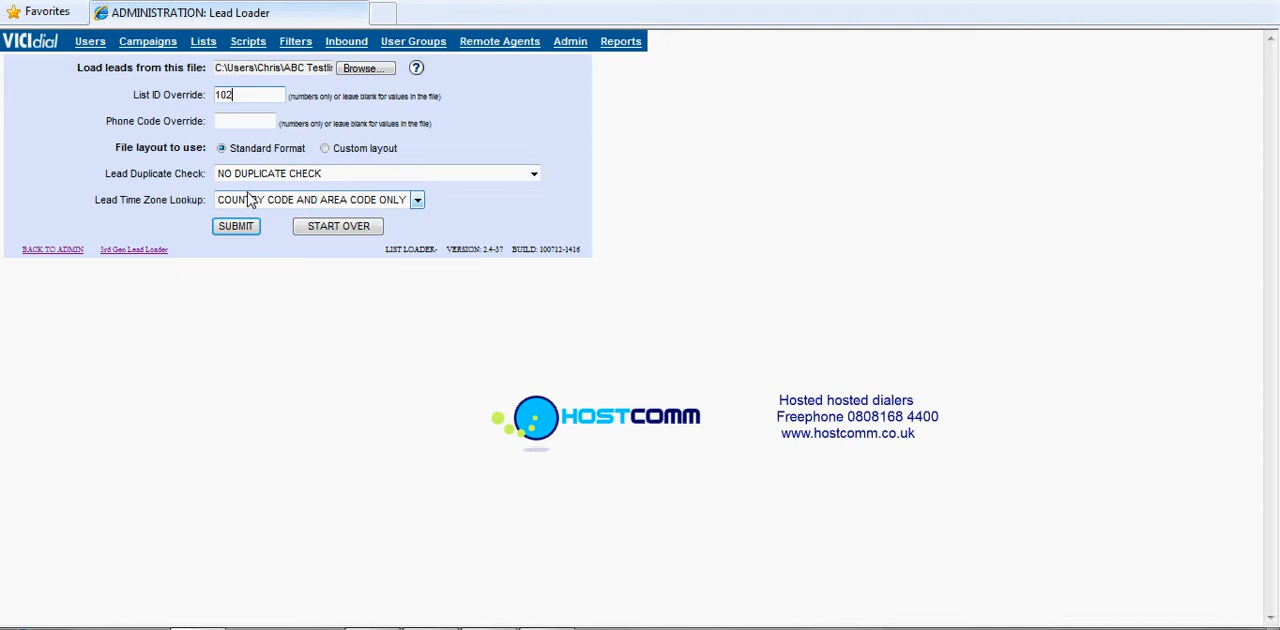 Favorites ADMINISTRATION: Lead Loader
VICIdial Users Campaigns Lists Scripts Filters Inbound User Groups Remote Agents Admin Reports
Load leads from this file: C:\Users\Chris\ABC Testlis Browse... ?
List ID Override: 102 (numbers only or leave blank for values in the file)
Phone Code Override: (numbers only or leave blank for values in the file)
File layout to use: Standard Format Custom layout
Lead Duplicate Check: NO DUPLICATE CHECK
Lead Time Zone Lookup: COUNTRY CODE AND AREA CODE ONLY
SUBMIT START OVER
BACK TO ADMIN 3rd Gen Lead Loader LIST LOADER- VERSION: 2.4-37 BUILD: 100712-1416
HOSTCOMM
Hosted hosted dialers
Freephone 0808168 4400
www.hostcomm.co.uk